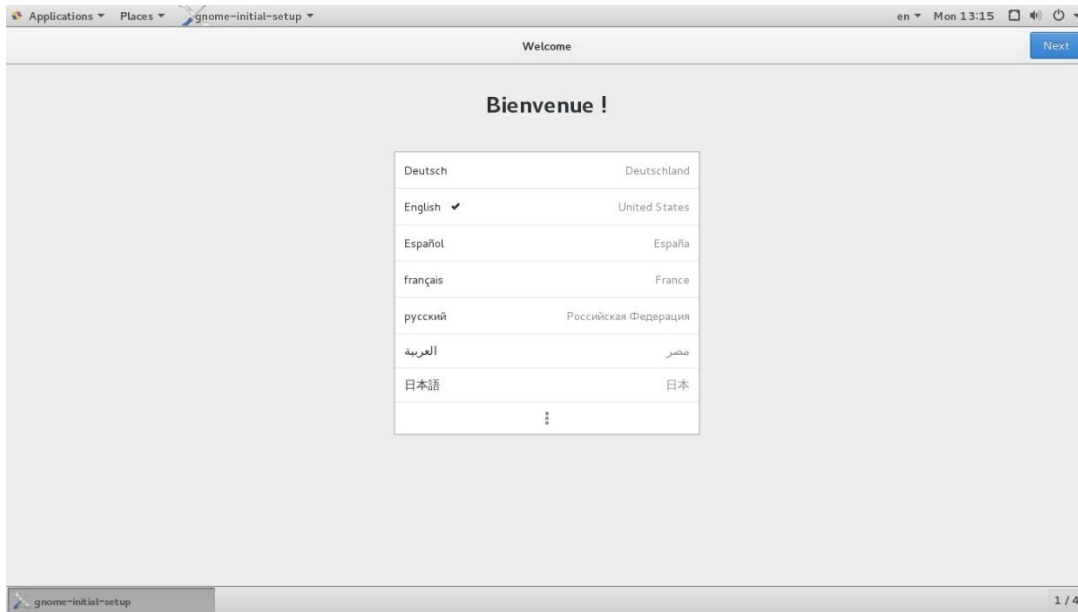 Applications Places gnome-initial-setup en Mon 13:15
Welcome Next
Bienvenue !
Deutsch Deutschland
English United States
Español España
français France
русский Российская Федерация
العربية مصر
日本語 日本
gnome-initial-setup 1 / 4